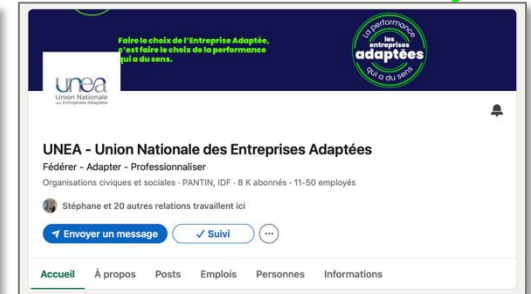 Faire le choix de l'Entreprise Adaptée,
c'est faire le choix de la performance
qui a du sens.
La performance
les
entreprises
adaptées
qui a du sens
unea
Union Nationale
des Entreprises Adaptées
UNEA - Union Nationale des Entreprises Adaptées
Fédérer - Adapter - Professionnaliser
Organisations civiques et sociales · PANTIN, IDF · 8 K abonnés · 11-50 employés
Stéphane et 20 autres relations travaillent ici
Envoyer un message
Suivi
Accueil À propos Posts Emplois Personnes Informations